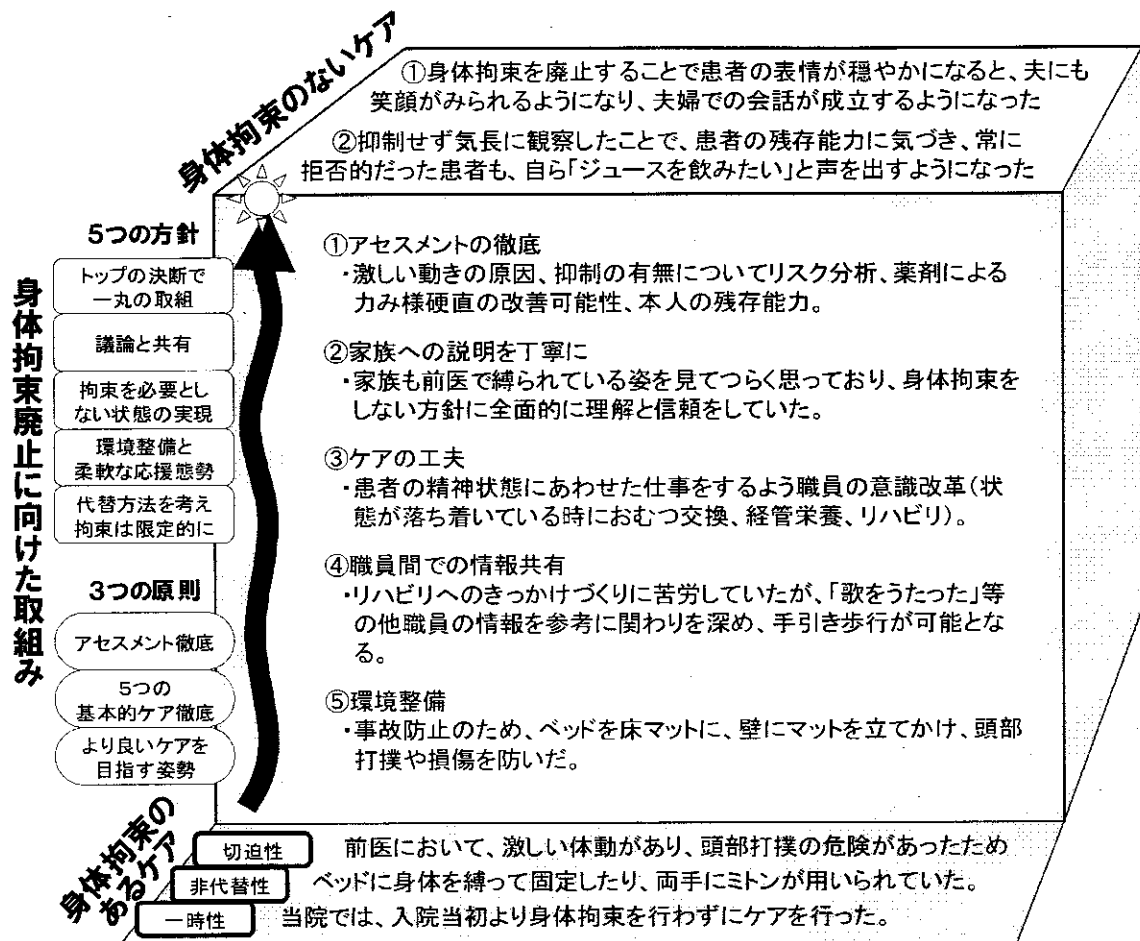 身体拘束のないケア
①身体拘束を廃止することで患者の表情が穏やかになると、夫にも
笑顔がみられるようになり、夫婦での会話が成立するようになった
②抑制せず気長に観察したことで、患者の残存能力に気づき、常に
拒否的だった患者も、自ら「ジュースを飲みたい」と声を出すようになった
身体拘束廃止に向けた取組み
5つの方針
トップの決断で
一丸の取組
議論と共有
拘束を必要とし
ない状態の実現
環境整備と
柔軟な応援態勢
代替方法を考え
拘束は限定的に
3つの原則
アセスメント徹底
5つの
基本的ケア徹底
より良いケアを
目指す姿勢
①アセスメントの徹底
・激しい動きの原因、抑制の有無についてリスク分析、薬剤による
力み様硬直の改善可能性、本人の残存能力。
②家族への説明を丁寧に
・家族も前医で縛られている姿を見てつらく思っており、身体拘束を
しない方針に全面的に理解と信頼をしていた。
③ケアの工夫
・患者の精神状態にあわせた仕事をするよう職員の意識改革(状
態が落ち着いている時におむつ交換、経管栄養、リハビリ)。
④職員間での情報共有
・リハビリへのきっかけづくりに苦労していたが、「歌をうたった」等
の他職員の情報を参考に関わりを深め、手引き歩行が可能とな
る。
⑤環境整備
・事故防止のため、ベッドを床マットに、壁にマットを立てかけ、頭部
打撲や損傷を防いだ。
身体拘束の
あるケア
切迫性
非代替性
一時性
前医において、激しい体動があり、頭部打撲の危険があったため
ベッドに身体を縛って固定したり、両手にミトンが用いられていた。
当院では、入院当初より身体拘束を行わずにケアを行った。